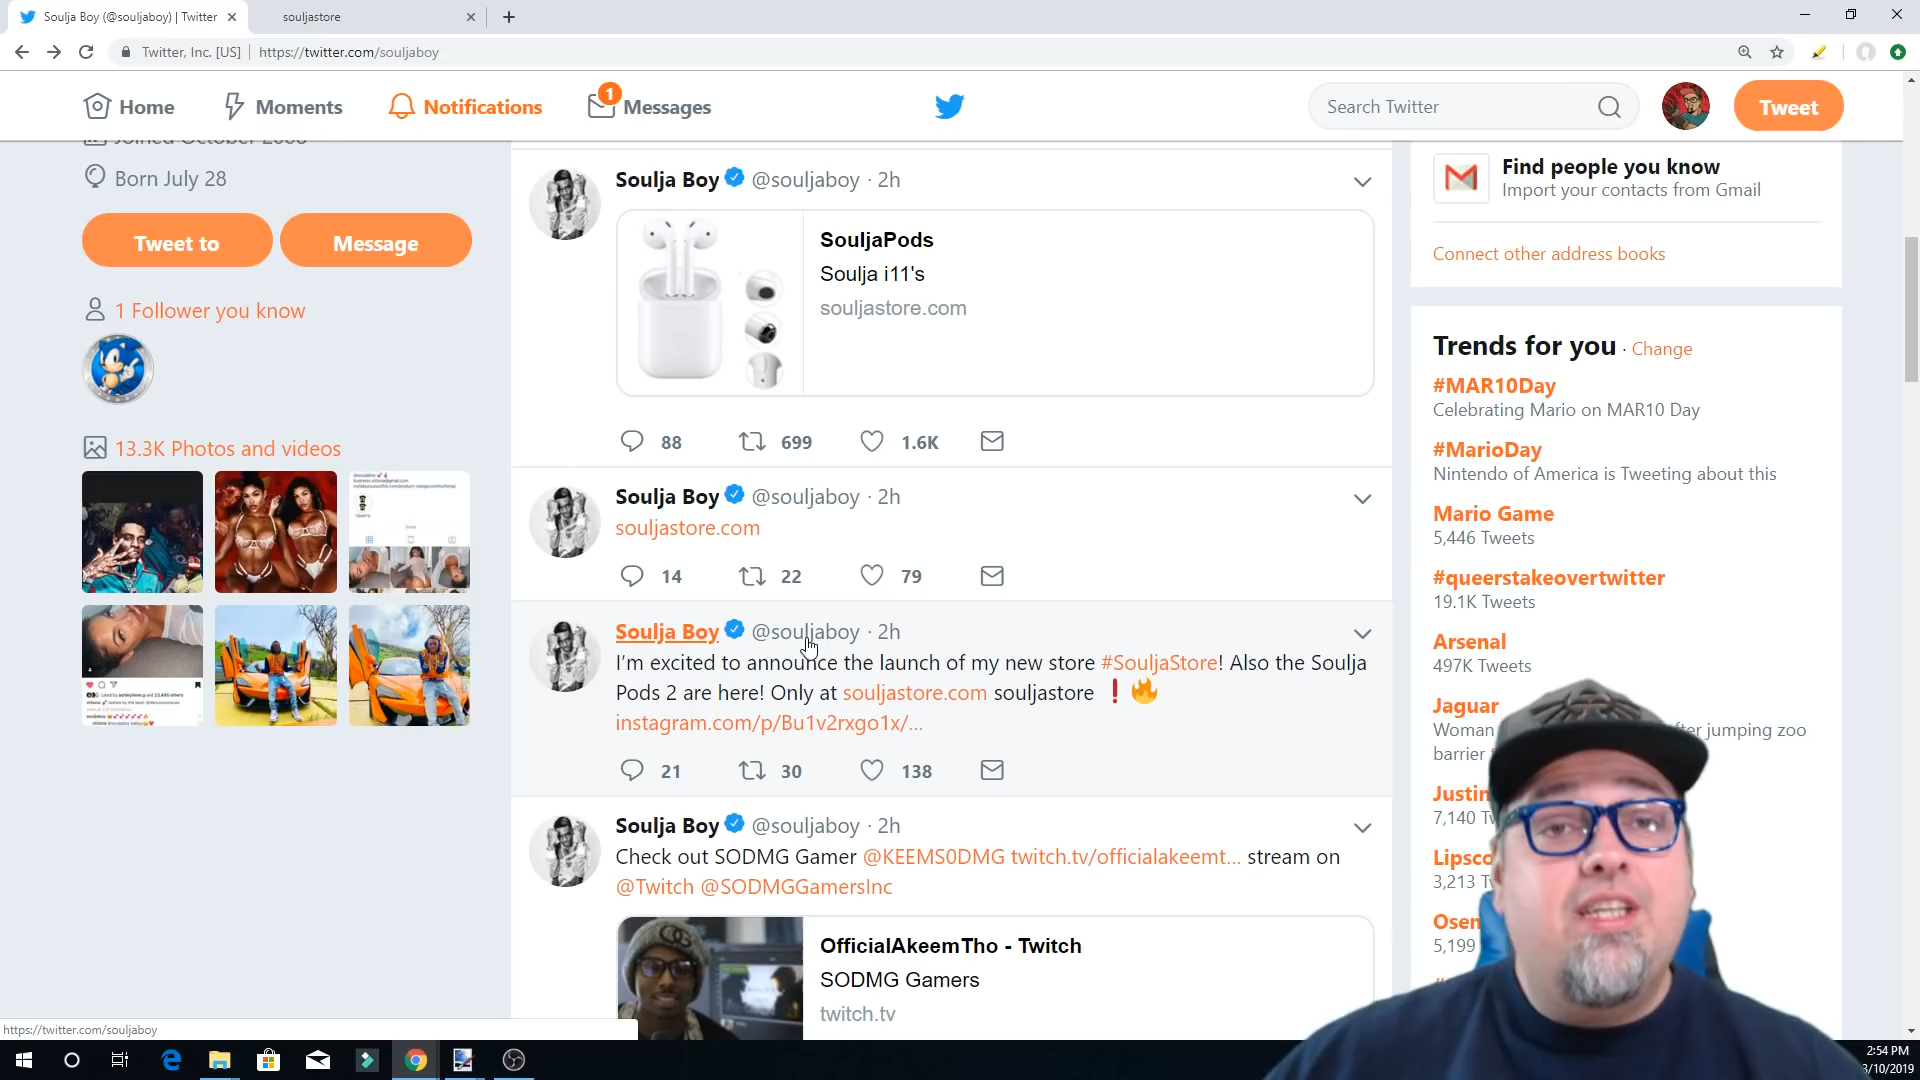 Soulja Boy (@souljaboy) | Twitter
souljastore
Twitter, Inc. [US]
https://twitter.com/souljaboy
Home
Moments
Notifications
1
Messages
Search Twitter
Tweet
Born July 28
Tweet to
Message
1 Follower you know
13.3K Photos and videos
Soulja Boy @souljaboy · 2h
SouljaPods
Soulja i11's
souljastore.com
88 699 1.6K
Soulja Boy @souljaboy · 2h
souljastore.com
14 22 79
Soulja Boy @souljaboy · 2h
I'm excited to announce the launch of my new store #SouljaStore! Also the Soulja
Pods 2 are here! Only at souljastore.com souljastore ❗🔥
instagram.com/p/Bu1v2rxgo1x/...
21 30 138
Soulja Boy @souljaboy · 2h
Check out SODMG Gamer @KEEMS0DMG twitch.tv/officialakeemt... stream on
@Twitch @SODMGGamersInc
OfficialAkeemTho - Twitch
SODMG Gamers
twitch.tv
Find people you know
Import your contacts from Gmail
Connect other address books
Trends for you · Change
#MAR10Day
Celebrating Mario on MAR10 Day
#MarioDay
Nintendo of America is Tweeting about this
Mario Game
5,446 Tweets
#queerstakeovertwitter
19.1K Tweets
Arsenal
497K Tweets
Jaguar
Woman jumping zoo
barrier
7,140
3,213
5,199
https://twitter.com/souljaboy
2:54 PM
3/10/2019